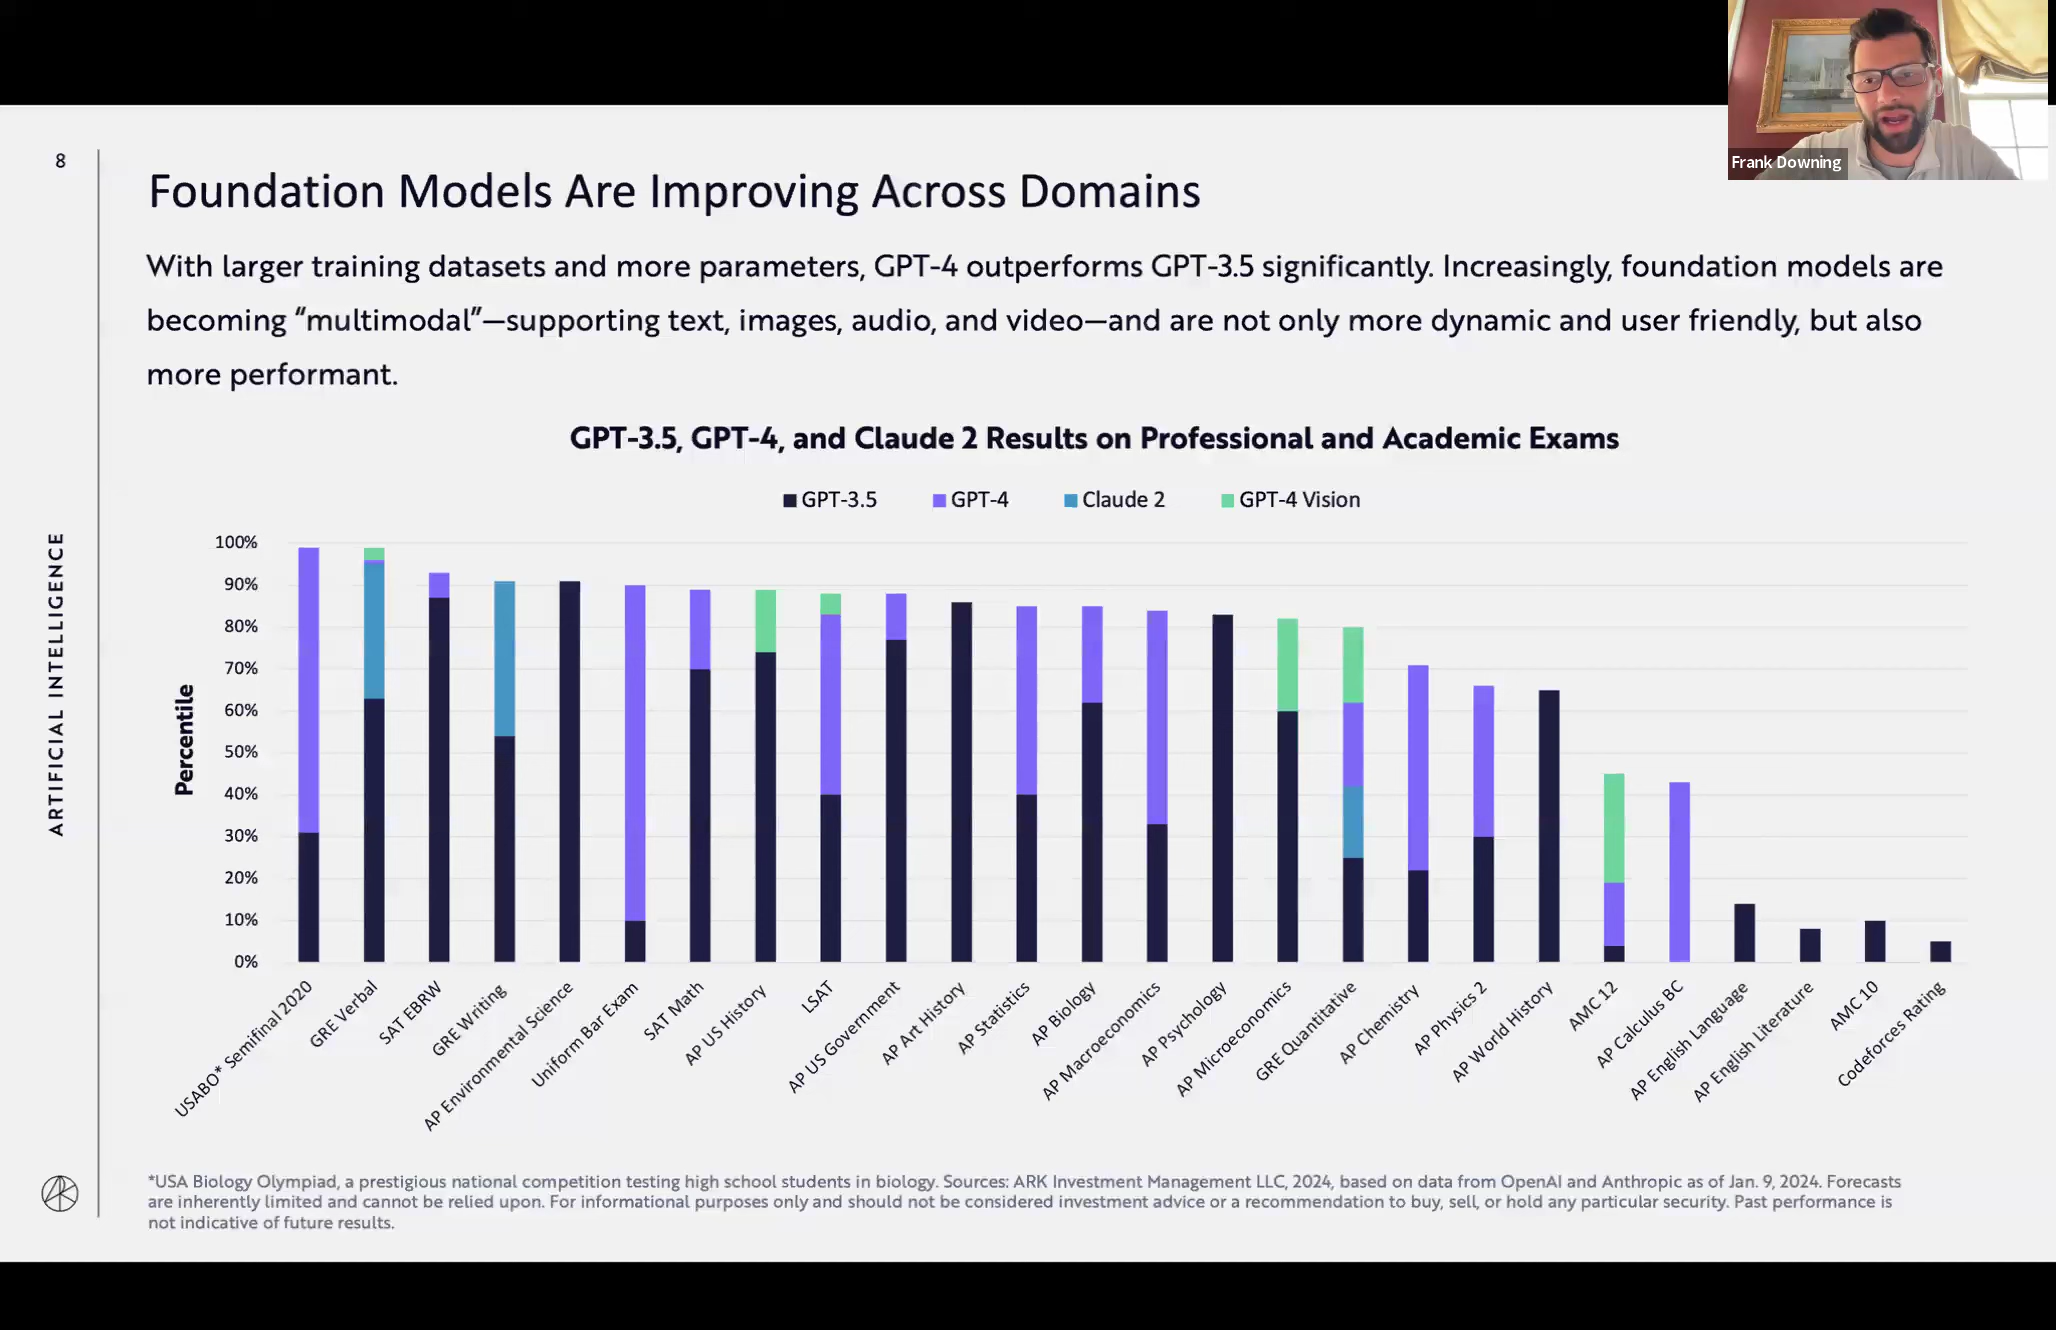 Frank Downing
8
Foundation Models Are Improving Across Domains
With larger training datasets and more parameters, GPT-4 outperforms GPT-3.5 significantly. Increasingly, foundation models are
becoming “multimodal”—supporting text, images, audio, and video—and are not only more dynamic and user friendly, but also
more performant.
ARTIFICIAL INTELLIGENCE
GPT-3.5, GPT-4, and Claude 2 Results on Professional and Academic Exams
GPT-3.5 GPT-4 Claude 2 GPT-4 Vision
Percentile
100%
90%
80%
70%
60%
50%
40%
30%
20%
10%
0%
USABO* Semifinal 2020
GRE Verbal
SAT EBRW
GRE Writing
AP Environmental Science
Uniform Bar Exam
SAT Math
AP US History
LSAT
AP US Government
AP Art History
AP Statistics
AP Biology
AP Macroeconomics
AP Psychology
AP Microeconomics
GRE Quantitative
AP Chemistry
AP Physics 2
AP World History
AMC 12
AP Calculus BC
AP English Language
AP English Literature
AMC 10
Codeforces Rating
*USA Biology Olympiad, a prestigious national competition testing high school students in biology. Sources: ARK Investment Management LLC, 2024, based on data from OpenAI and Anthropic as of Jan. 9, 2024. Forecasts
are inherently limited and cannot be relied upon. For informational purposes only and should not be considered investment advice or a recommendation to buy, sell, or hold any particular security. Past performance is
not indicative of future results.